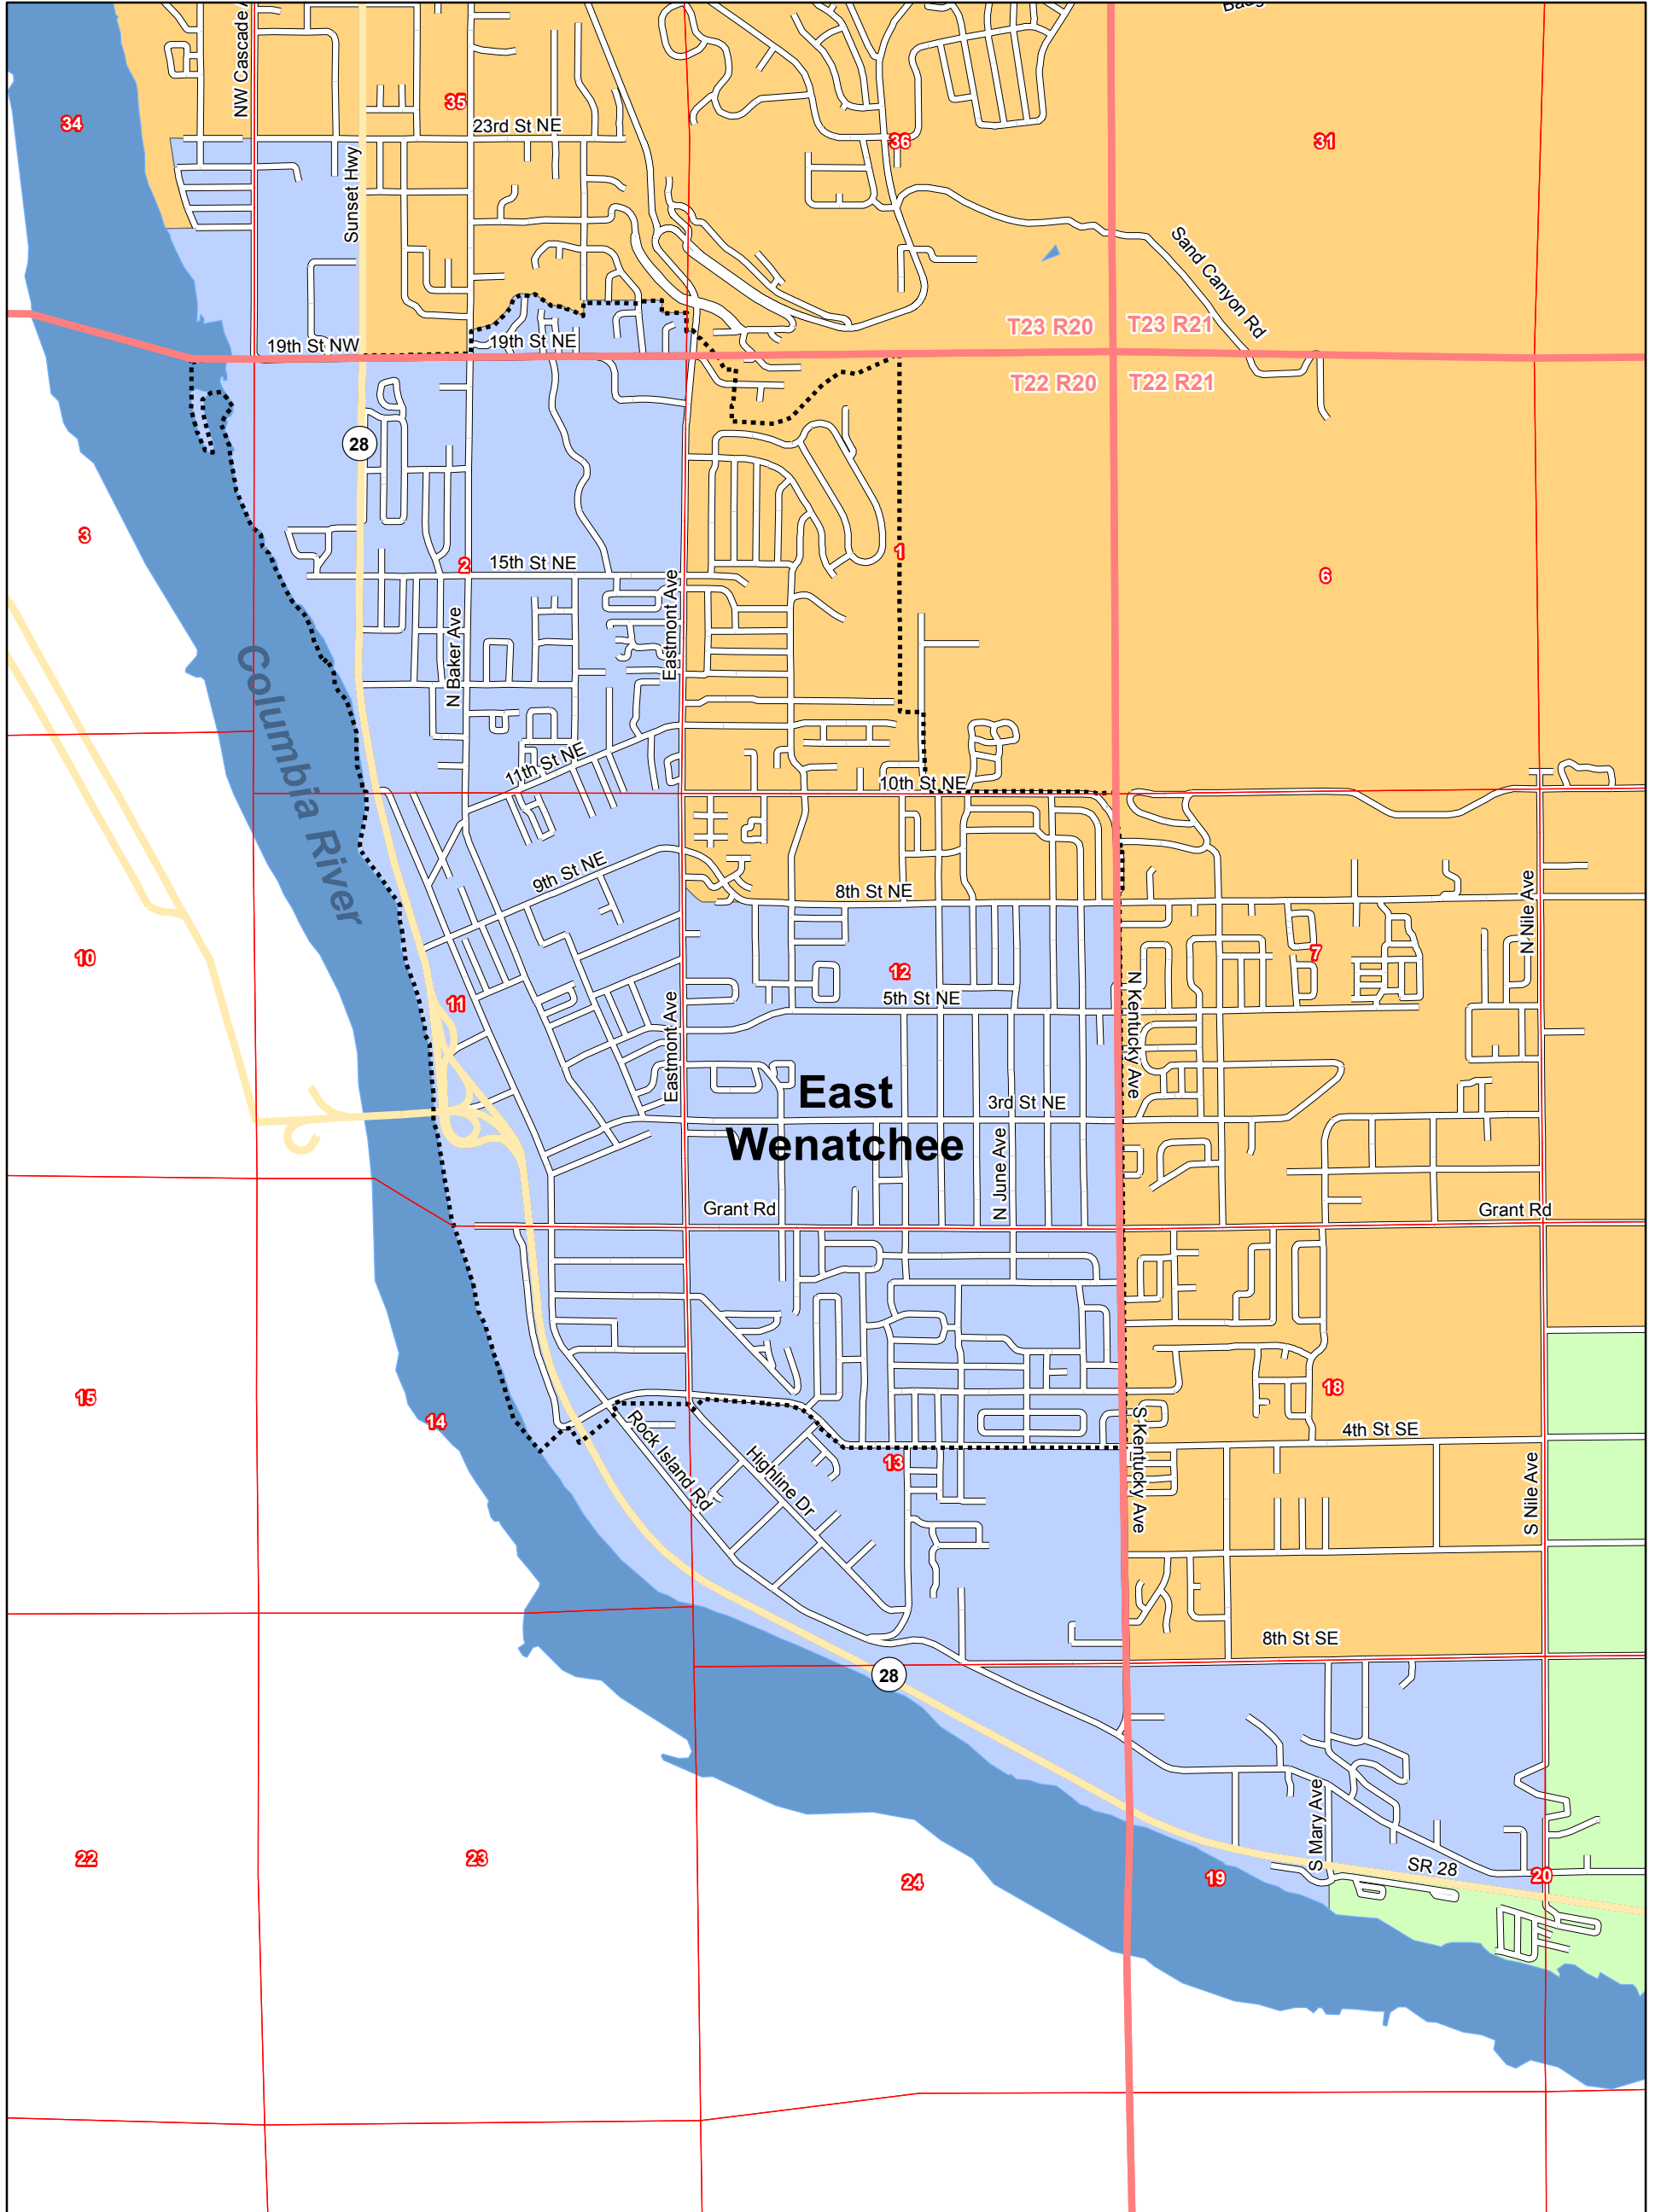 Badg
NW Cascade A
34
35
23rd St NE
36
31
Sunset Hwy
Sand Canyon Rd
T23 R20
T23 R21
19th St NW
19th St NE
T22 R20
T22 R21
28
3
2
15th St NE
1
6
Eastmont Ave
N Baker Ave
Columbia River
11th St NE
10th St NE
9th St NE
8th St NE
N Nile Ave
10
11
12
7
5th St NE
N Kentucky Ave
Eastmont Ave
East
Wenatchee
3rd St NE
N June Ave
Grant Rd
Grant Rd
15
14
18
Rock Island Rd
13
4th St SE
S Kentucky Ave
Highline Dr
S Nile Ave
8th St SE
28
S Mary Ave
SR 28
22
23
24
19
20